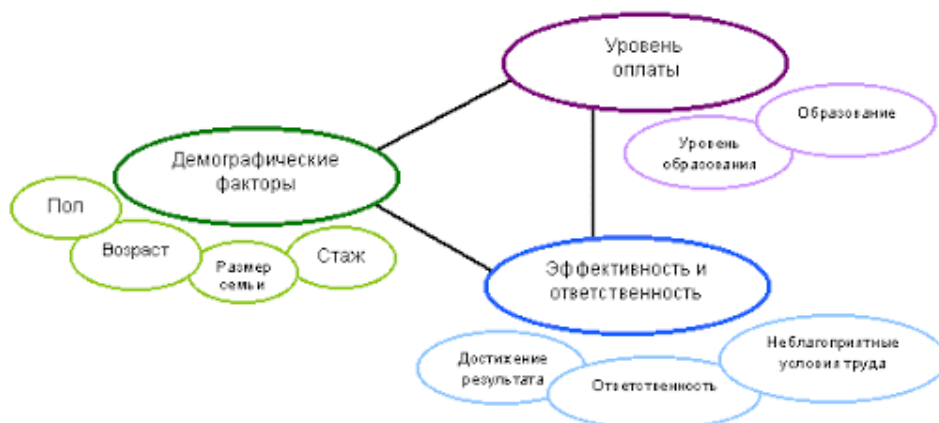 Уровень
оплаты
Образование
Уровень
образования
Демографические
факторы
Пол
Возраст
Размер
семьи
Стаж
Эффективность и
ответственность
Достижение
результата
Ответственность
Неблагоприятные
условия труда